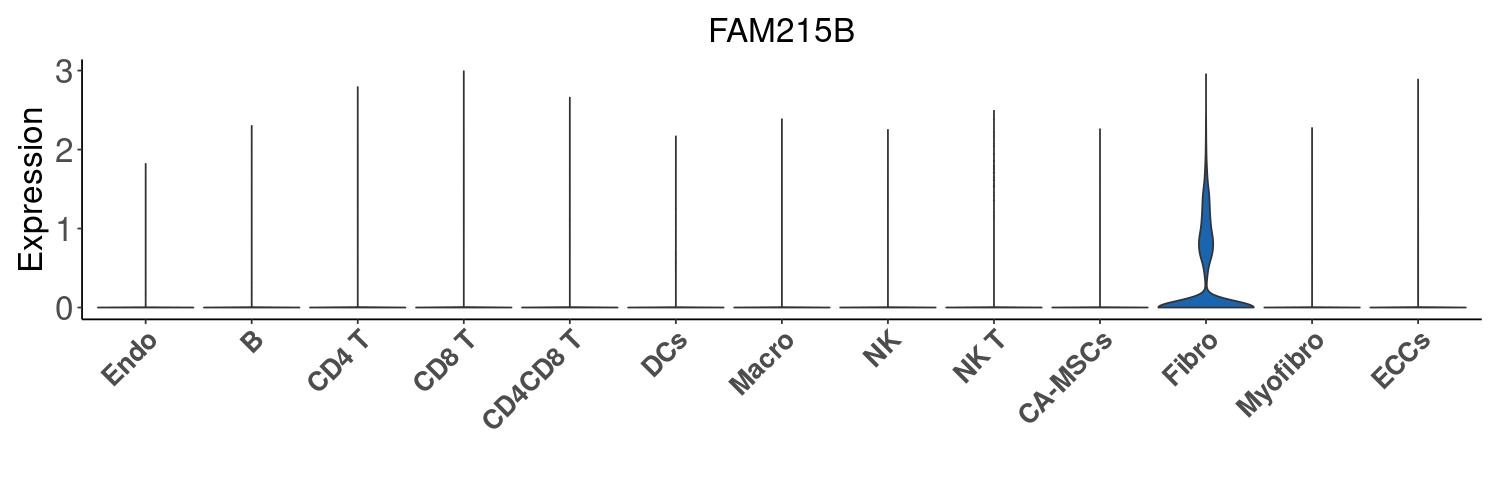 FAM215B
Expression
3
2
1
0
Endo
B
CD4 T
CD8 T
CD4CD8 T
DCs
Macro
NK
NK T
CA-MSCs
Fibro
Myofibro
ECCs